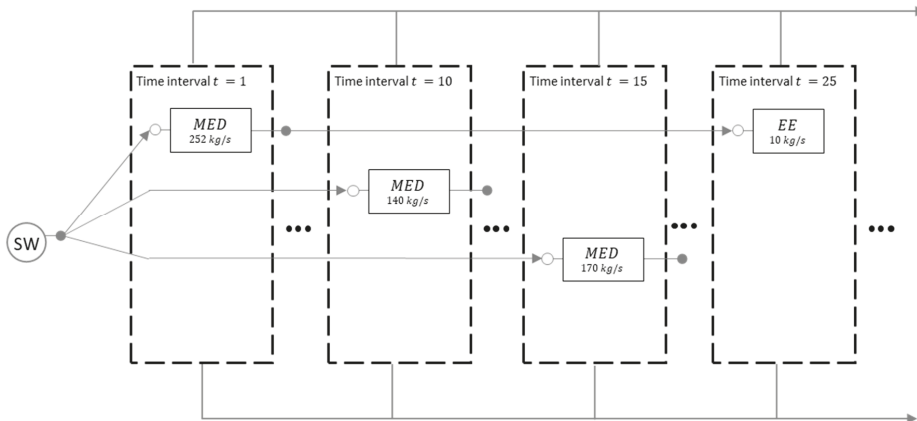 Time interval t = 1
Time interval t = 10
Time interval t = 15
Time interval t = 25
MED
252 kg/s
EE
10 kg/s
MED
140 kg/s
SW
MED
170 kg/s